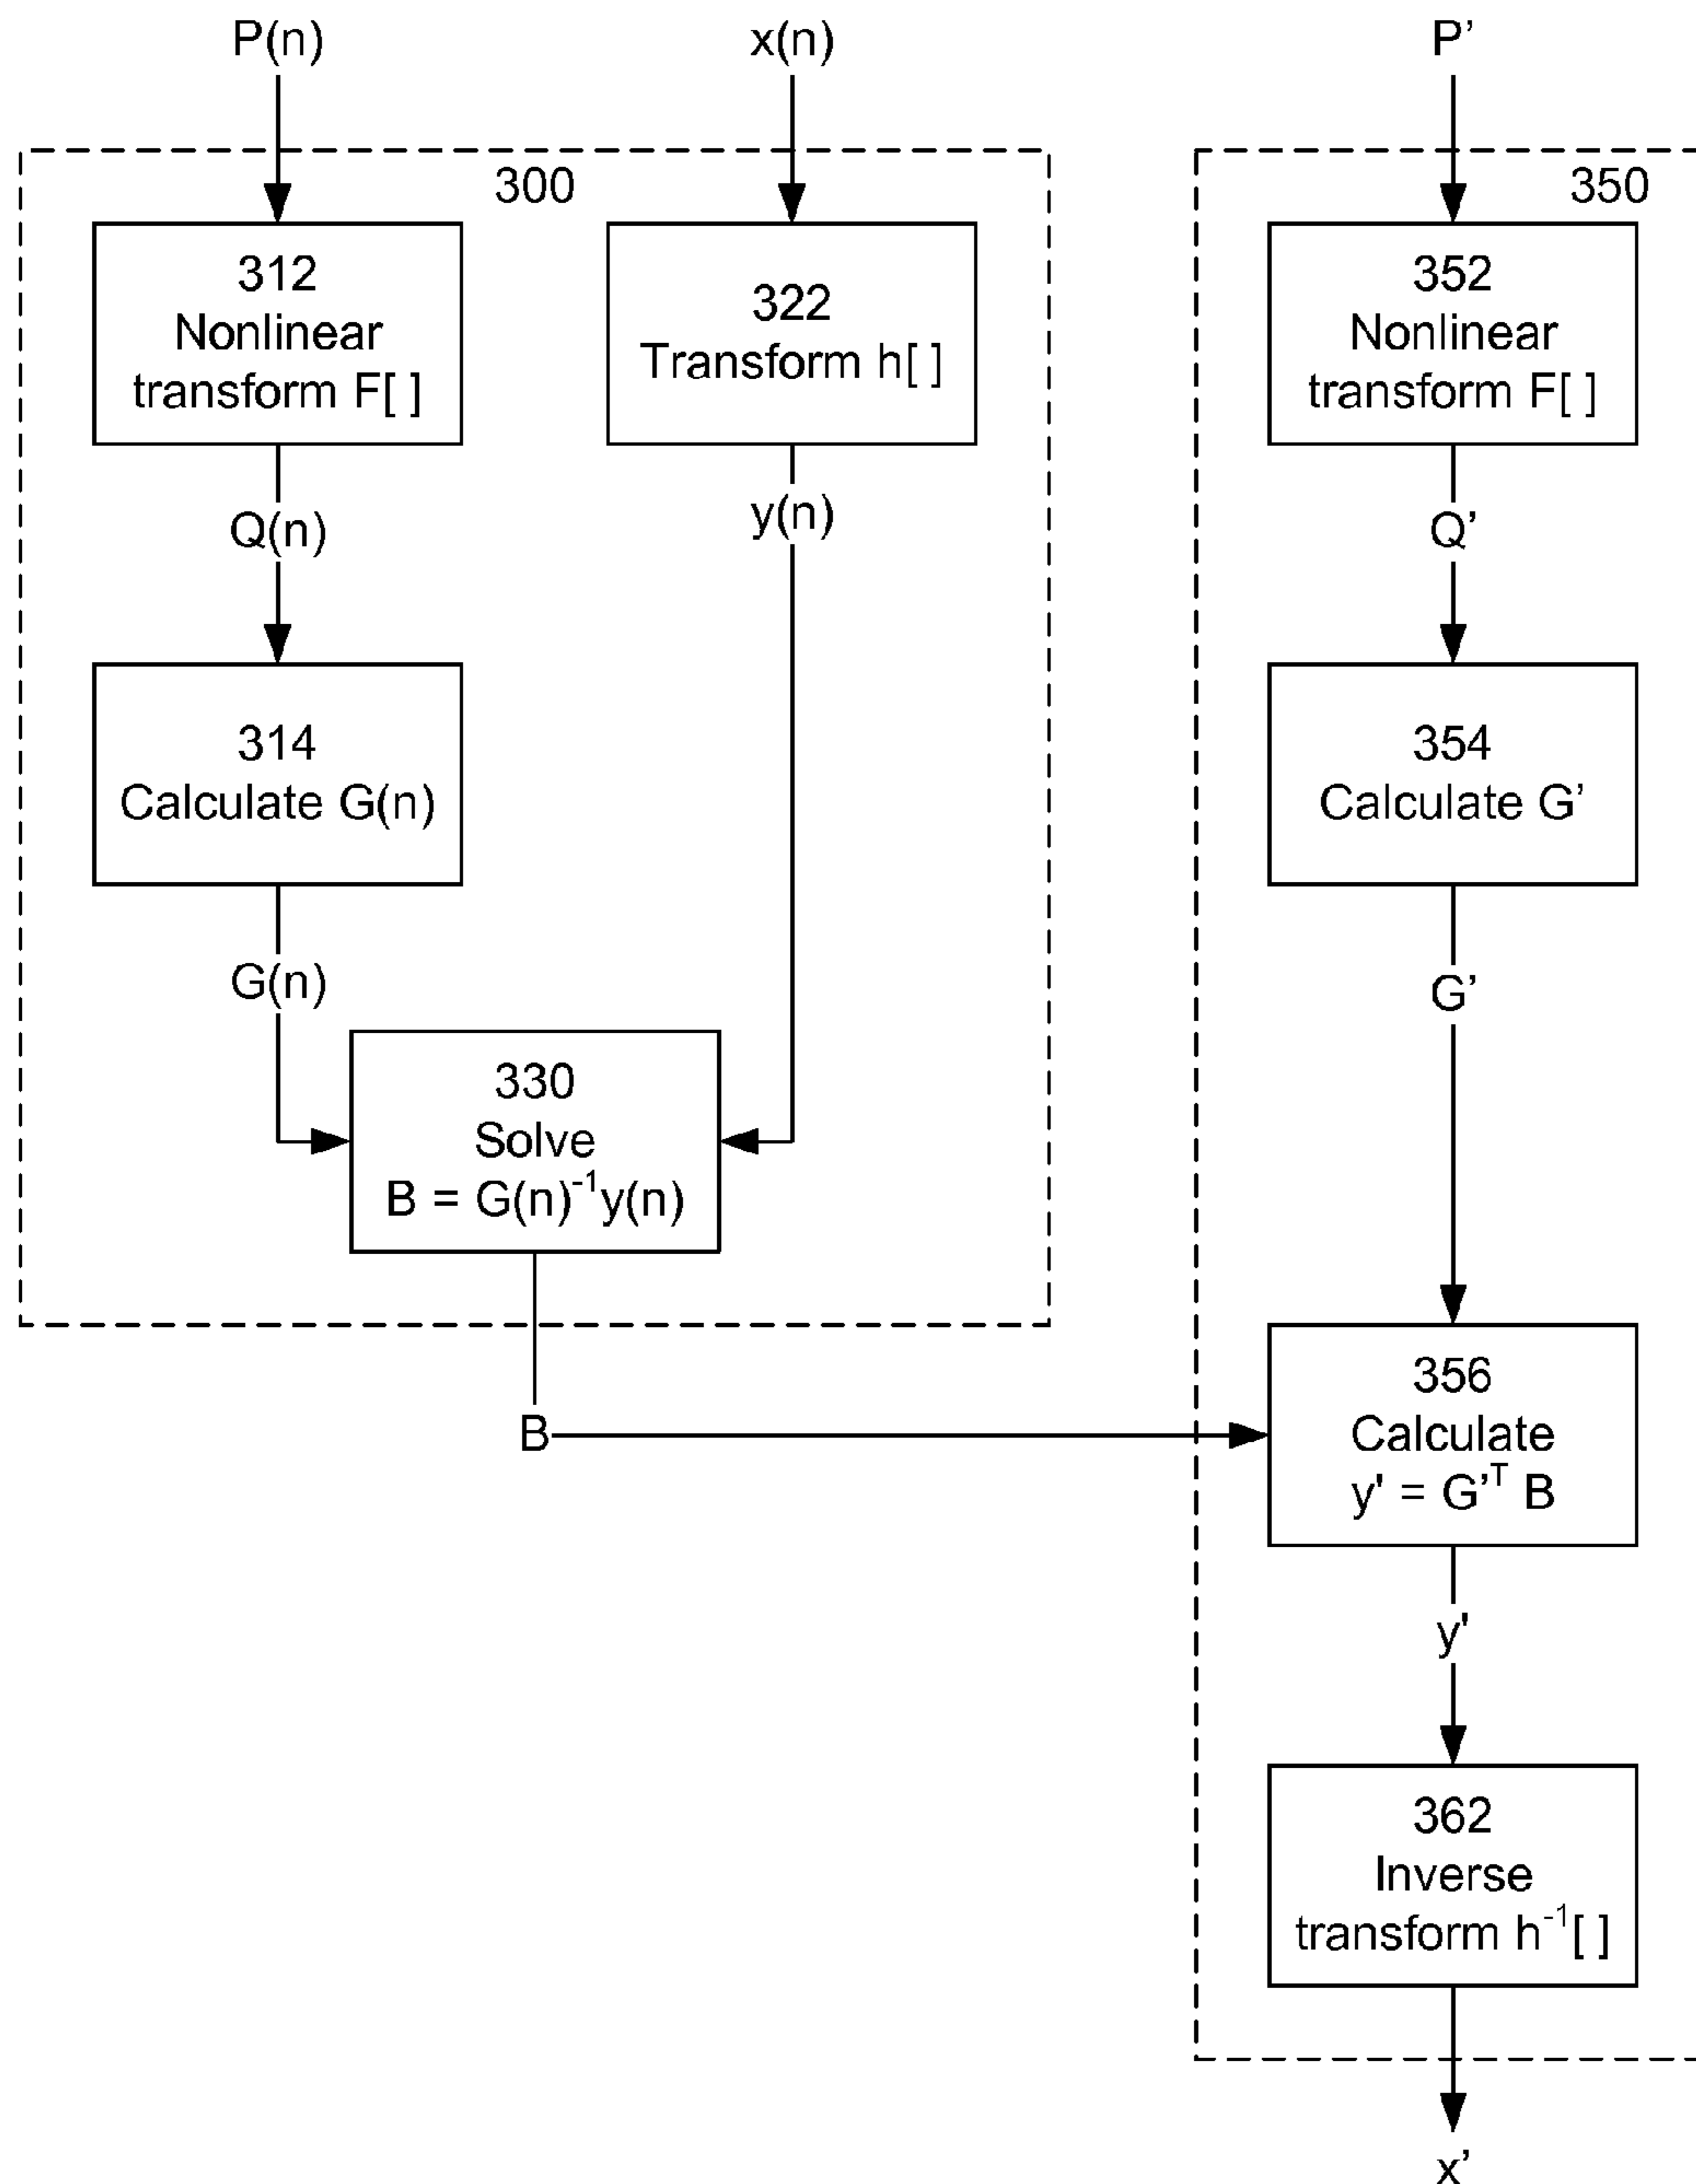 P(n)
x(n)
P’
300
350
312
Nonlinear
transform F[ ]
322
Transform h[ ]
352
Nonlinear
transform F[ ]
Q(n)
y(n)
Q’
314
Calculate G(n)
354
Calculate G’
G(n)
G’
330
Solve
B = G(n)⁻¹y(n)
B
356
Calculate
y' = G’ᵀ B
y'
362
Inverse
transform h⁻¹[ ]
x’